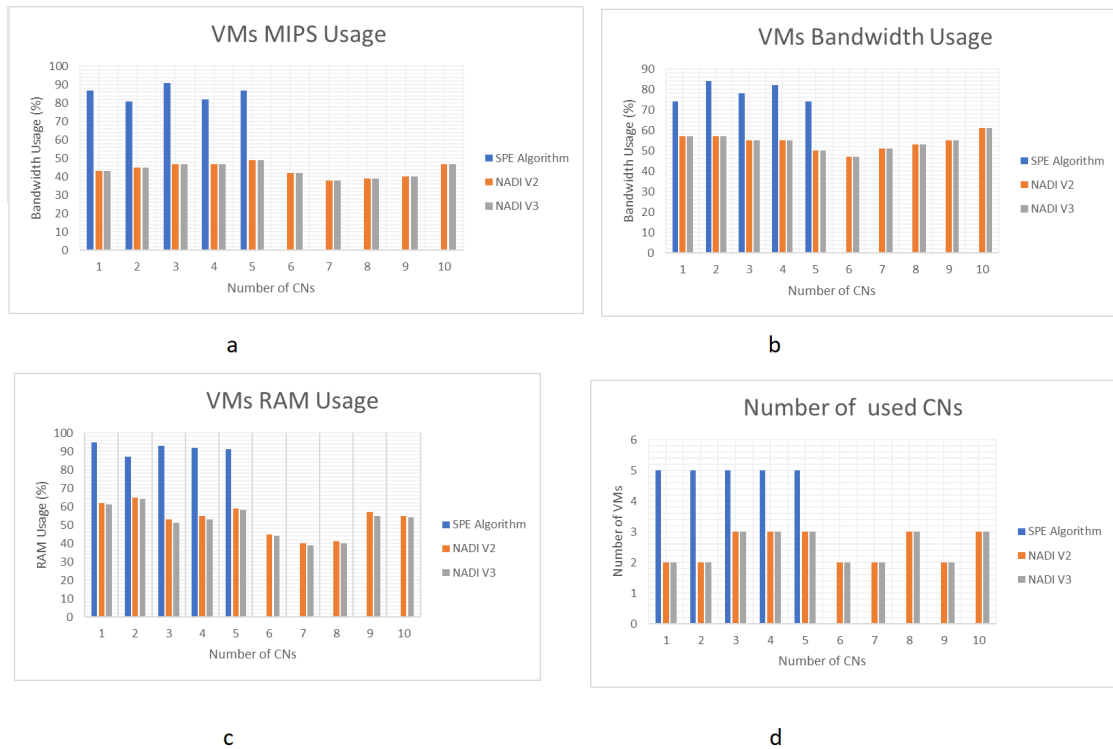 VMs MIPS Usage
Bandwidth Usage (%)
100
90
80
70
60
50
40
30
20
10
0
1 2 3 4 5 6 7 8 9 10
Number of CNs
SPE Algorithm
NADI V2
NADI V3
a
VMs Bandwidth Usage
Bandwidth Usage (%)
90
80
70
60
50
40
30
20
10
0
1 2 3 4 5 6 7 8 9 10
Number of CNs
SPE Algorithm
NADI V2
NADI V3
b
VMs RAM Usage
RAM Usage (%)
100
90
80
70
60
50
40
30
20
10
0
1 2 3 4 5 6 7 8 9 10
Number of CNs
SPE Algorithm
NADI V2
NADI V3
c
Number of used CNs
Number of VMs
6
5
4
3
2
1
0
1 2 3 4 5 6 7 8 9 10
Number of CNs
SPE Algorithm
NADI V2
NADI V3
d